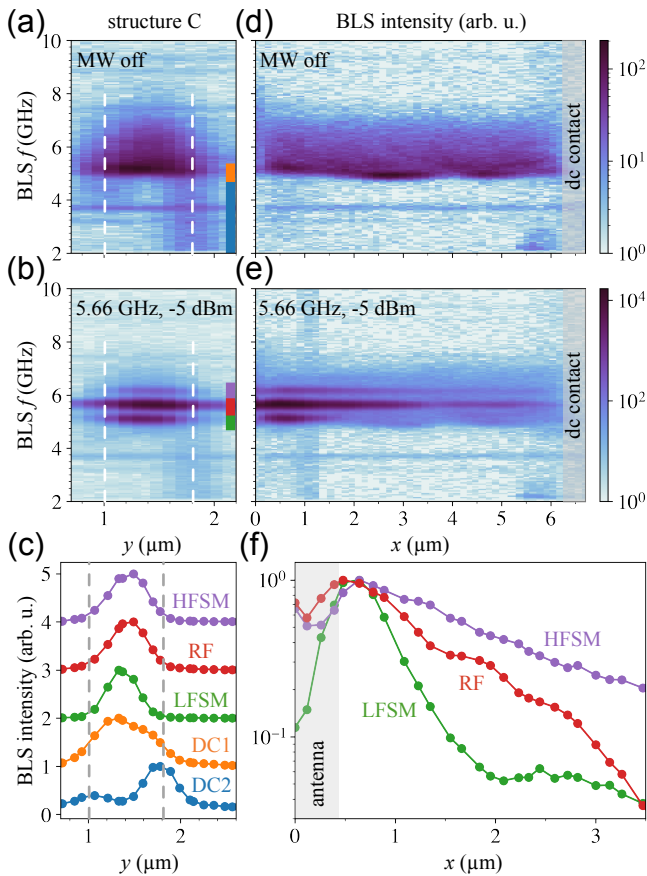 (a) structure C (d) BLS intensity (arb. u.)
10 MW off MW off
8
6
4
2
BLS f (GHz)
dc contact
10²
10¹
10⁰
(b) (e)
10 5.66 GHz, -5 dBm 5.66 GHz, -5 dBm
8
6
4
2
BLS f (GHz)
dc contact
10⁴
10²
10⁰
1 2 0 1 2 3 4 5 6
y (µm) x (µm)
(c) (f)
BLS intensity (arb. u.)
5
4
3
2
1
0
HFSM
RF
LFSM
DC1
DC2
1 2
y (µm)
10⁰
10⁻¹
antenna
HFSM
RF
LFSM
0 1 2 3
x (µm)